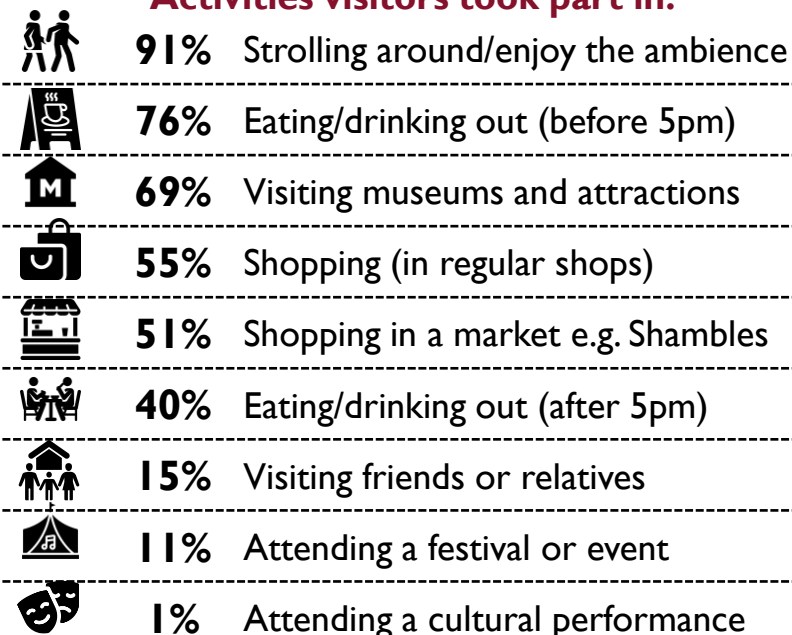 Activities visitors took part in:
91% Strolling around/enjoy the ambience
76% Eating/drinking out (before 5pm)
M
69% Visiting museums and attractions
55% Shopping (in regular shops)
51% Shopping in a market e.g. Shambles
40% Eating/drinking out (after 5pm)
15% Visiting friends or relatives
11% Attending a festival or event
1% Attending a cultural performance